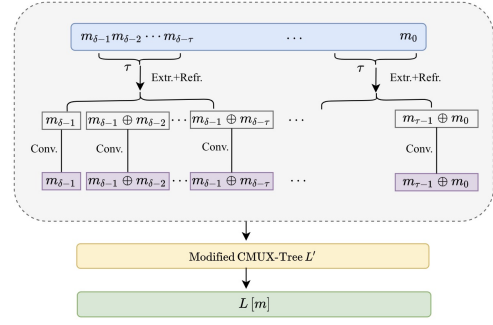 m_{δ−1}m_{δ−2} ⋯ m_{δ−τ} ⋯ m_0
τ Extr.+Refr. τ Extr.+Refr.
m_{δ−1} m_{δ−1} ⊕ m_{δ−2} ⋯ m_{δ−1} ⊕ m_{δ−τ} ⋯ m_{τ−1} ⊕ m_0
Conv. Conv. Conv. Conv.
m_{δ−1} m_{δ−1} ⊕ m_{δ−2} ⋯ m_{δ−1} ⊕ m_{δ−τ} ⋯ m_{τ−1} ⊕ m_0
Modified CMUX-Tree L′
L [m]